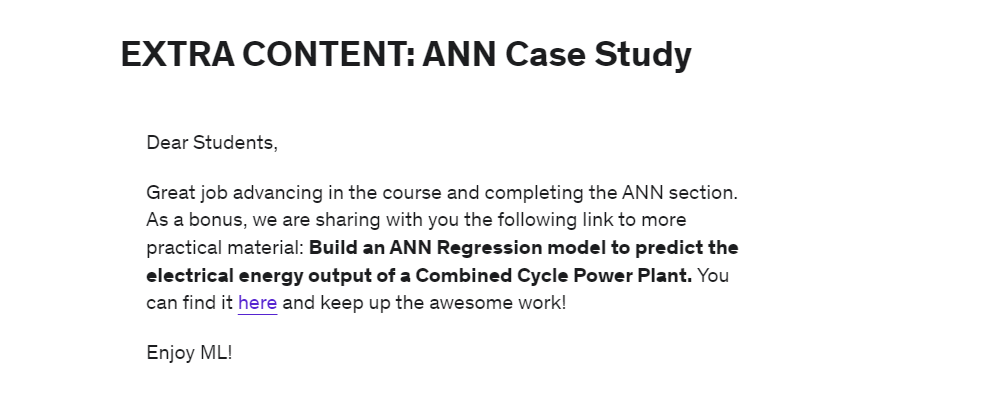 EXTRA CONTENT: ANN Case Study
Dear Students,
Great job advancing in the course and completing the ANN section.
As a bonus, we are sharing with you the following link to more
practical material: Build an ANN Regression model to predict the
electrical energy output of a Combined Cycle Power Plant. You
can find it here and keep up the awesome work!
Enjoy ML!